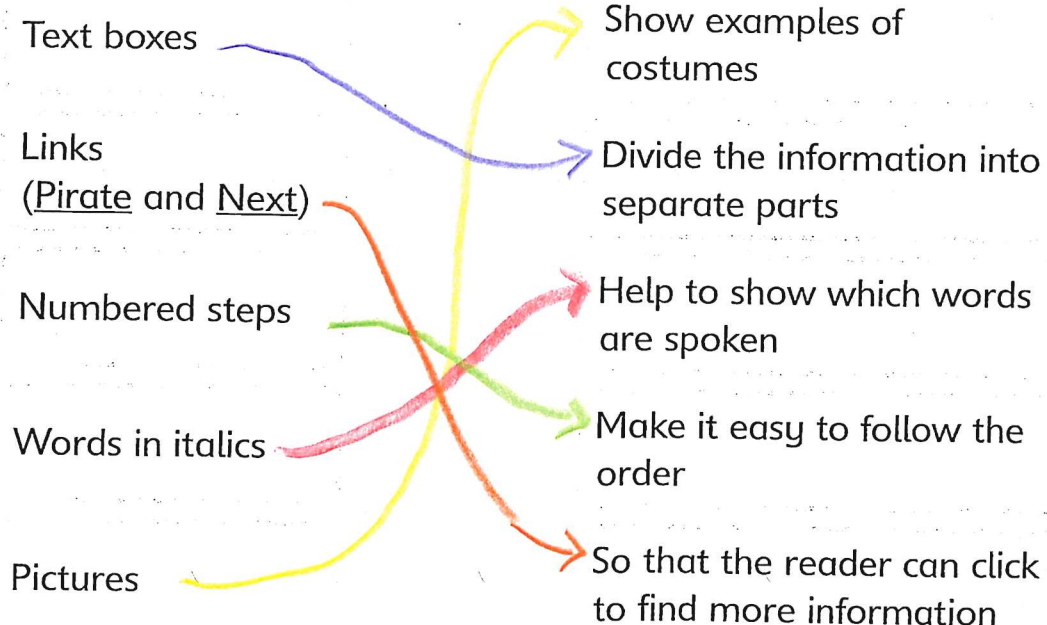 Text boxes
Links
(Pirate and Next)
Numbered steps
Words in italics
Pictures
Show examples of
costumes
Divide the information into
separate parts
Help to show which words
are spoken
Make it easy to follow the
order
So that the reader can click
to find more information